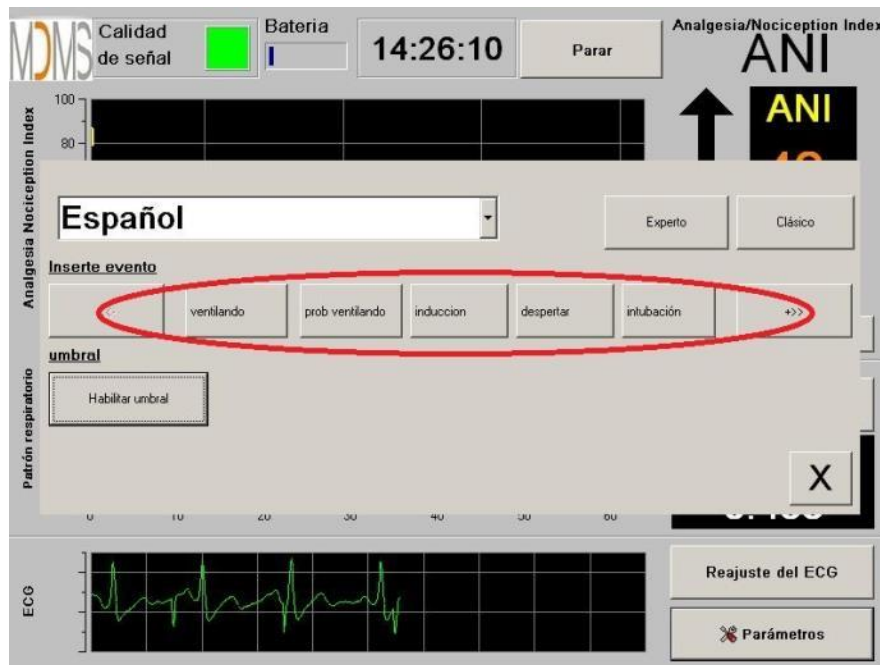 MDMS
Calidad
de señal
Bateria
14:26:10
Parar
Analgesia/Nociception Index
ANI
ANI
Analgesia Nociception Index
100
80
Español
Experto
Clásico
Inserte evento
ventilando
prob ventilando
induccion
despertar
intubación
+>>
umbral
Habilitar umbral
X
Patrón respiratorio
0
10
20
30
40
50
60
ECG
Reajuste del ECG
Parámetros